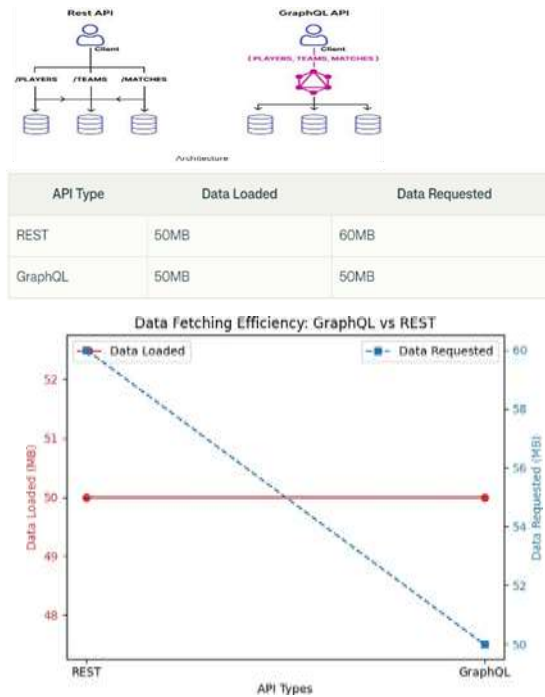 Rest API
GraphQL API
Client
Client
{ PLAYERS, TEAMS, MATCHES }
/PLAYERS /TEAMS /MATCHES
Architecture
API Type Data Loaded Data Requested
REST 50MB 60MB
GraphQL 50MB 50MB
Data Fetching Efficiency: GraphQL vs REST
Data Loaded
Data Requested
52
51
50
49
48
Data Loaded (MB)
60
58
56
54
52
50
Data Requested (MB)
REST GraphQL
API Types